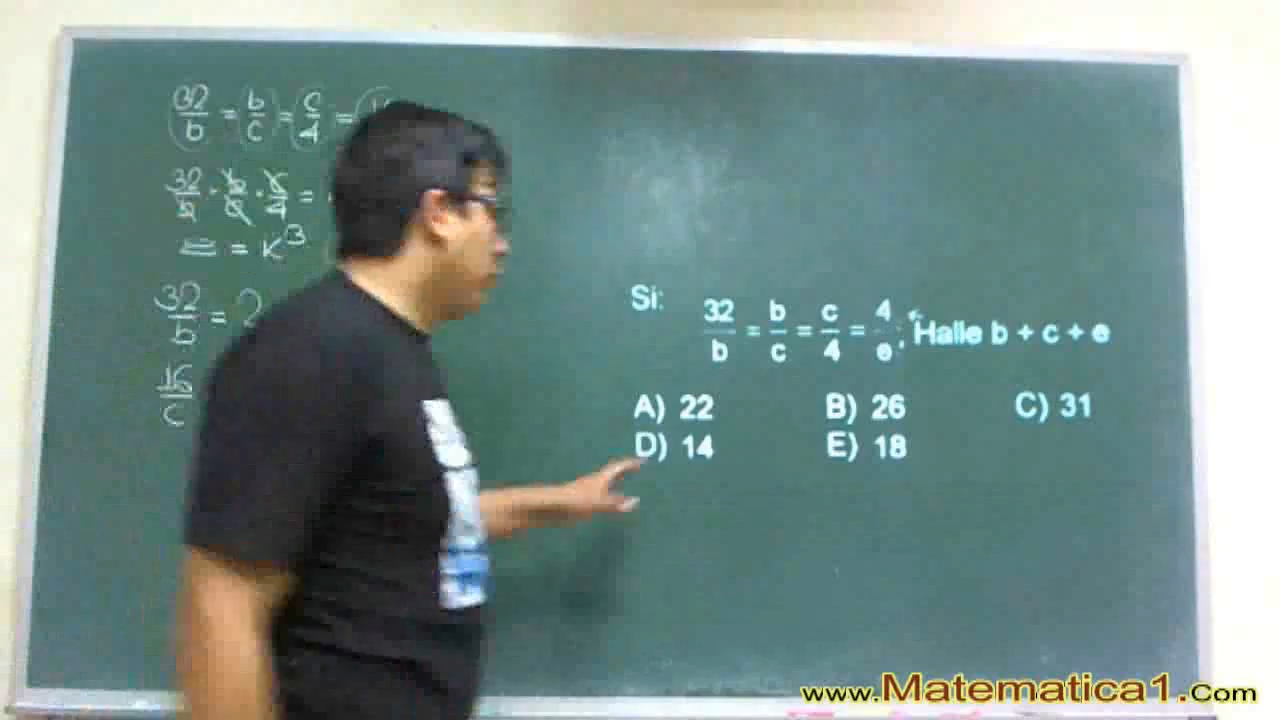 32/b = b/c = c/4 =
32/b · b/c · c/4 =
= K³
32/b = 2
Si: 32/b = b/c = c/4 = 4/e; Halle b + c + e
A) 22 B) 26 C) 31
D) 14 E) 18
www.Matematica1.Com